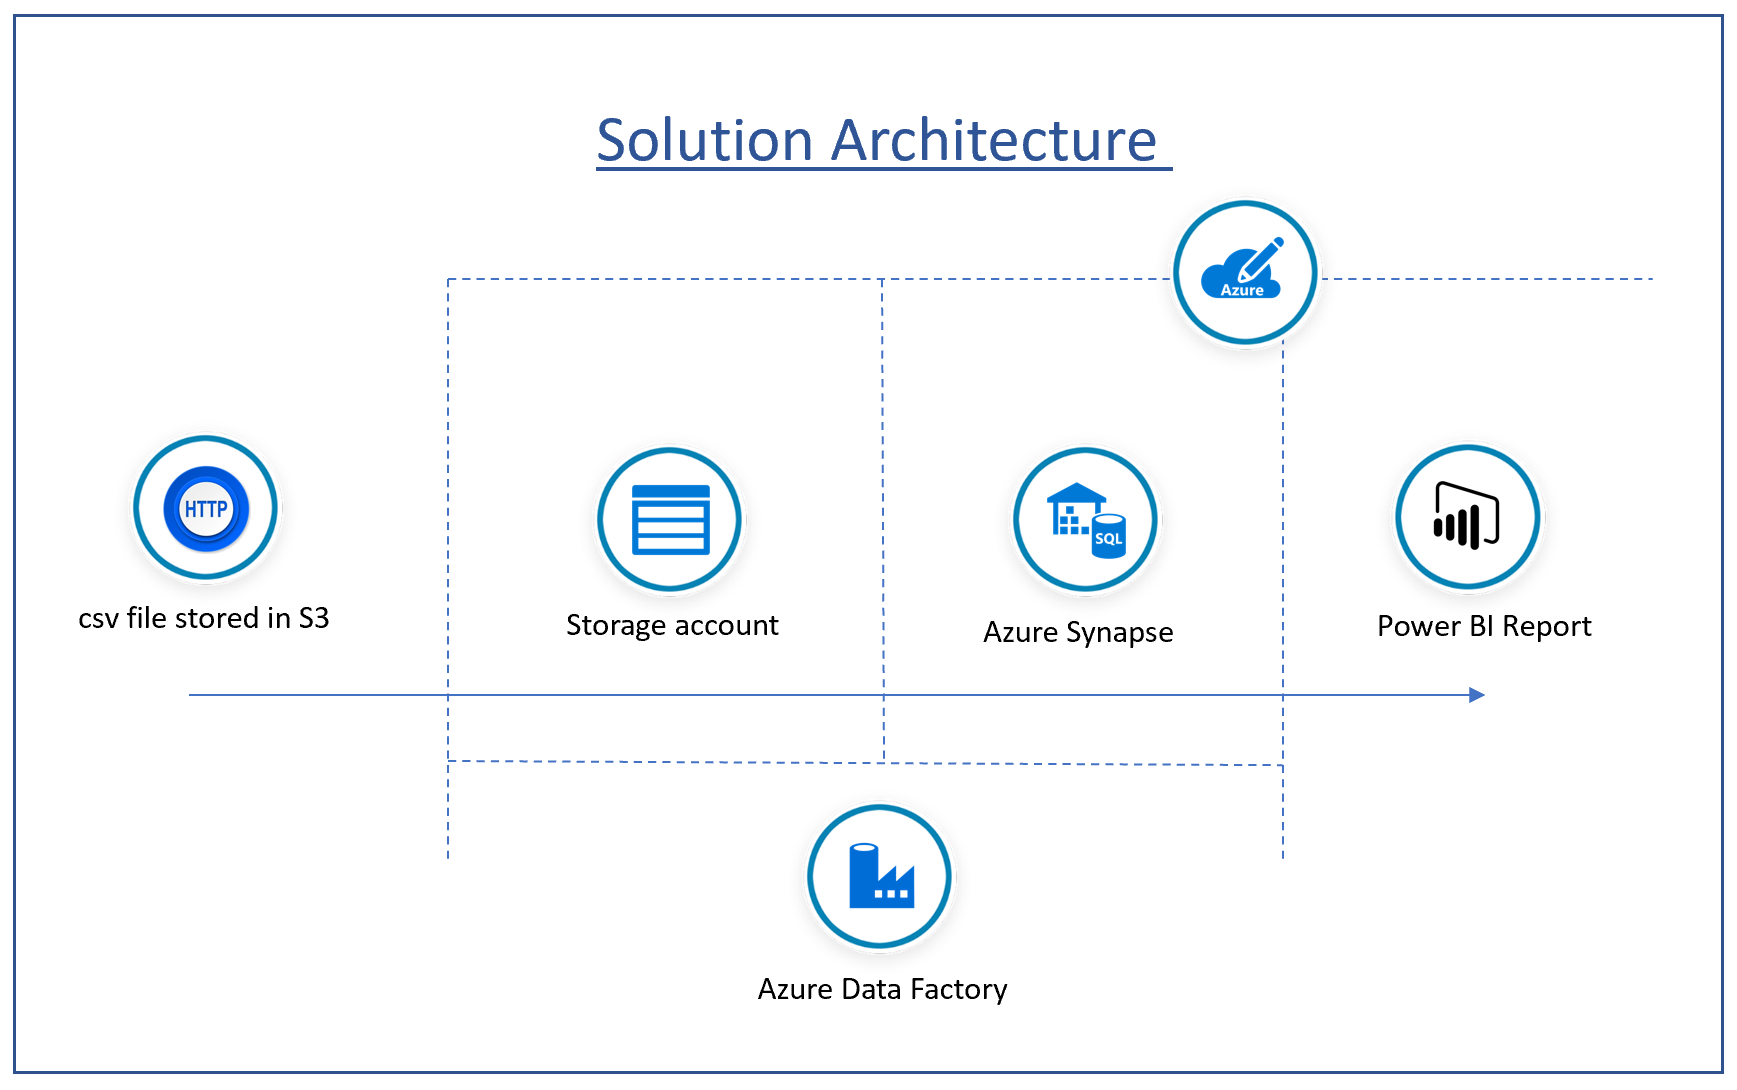 Solution Architecture
Azure
HTTP
csv file stored in S3
Storage account
SQL
Azure Synapse
Power BI Report
Azure Data Factory